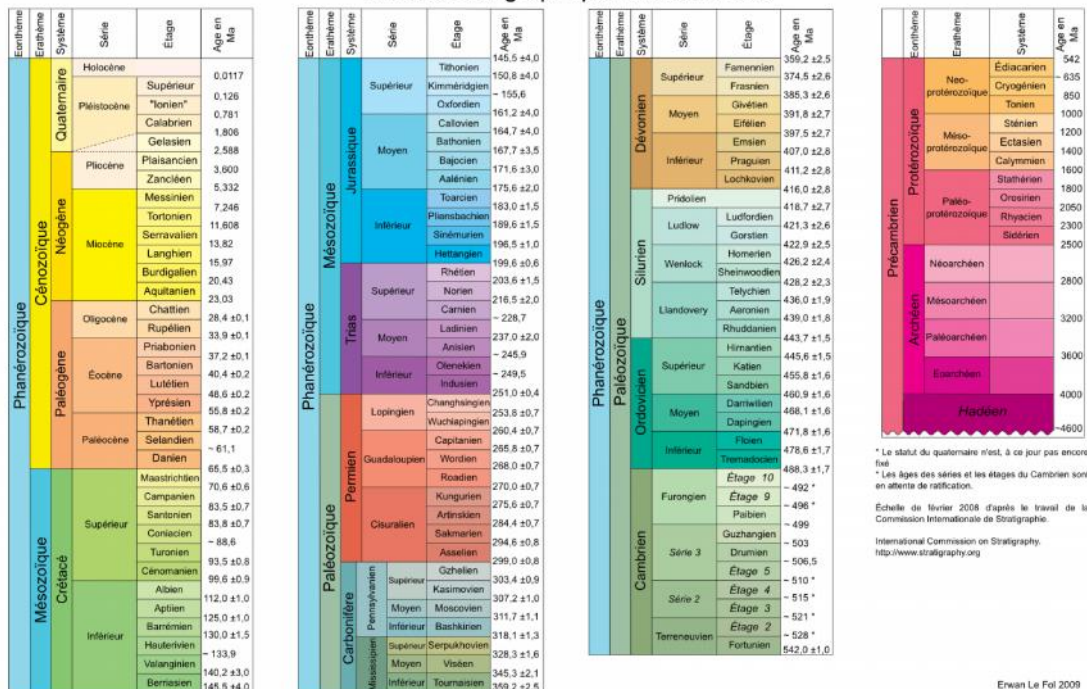 Eonthème Erathème Système Série Étage Age en Ma
Phanérozoïque
Cénozoïque
Quaternaire
Holocène
0,0117
Pléistocène
Supérieur
0,126
"Ionien"
0,781
Calabrien
1,806
Gelasien
2,588
Néogène
Pliocène
Plaisancien
3,600
Zancléen
5,332
Miocène
Messinien
7,246
Tortonien
11,608
Serravalien
13,82
Langhien
15,97
Burdigalien
20,43
Aquitanien
23,03
Paléogène
Oligocène
Chattien
28,4 ±0,1
Rupélien
33,9 ±0,1
Éocène
Priabonien
37,2 ±0,1
Bartonien
40,4 ±0,2
Lutétien
48,6 ±0,2
Yprésien
55,8 ±0,2
Paléocène
Thanétien
58,7 ±0,2
Selandien
~ 61,1
Danien
65,5 ±0,3
Mésozoïque
Crétacé
Supérieur
Maastrichtien
70,6 ±0,6
Campanien
83,5 ±0,7
Santonien
83,8 ±0,7
Coniacien
~ 88,6
Turonien
93,5 ±0,8
Cénomanien
99,6 ±0,9
Inférieur
Albien
112,0 ±1,0
Aptien
125,0 ±1,0
Barrémien
130,0 ±1,5
Hauterivien
~ 133,9
Valanginien
140,2 ±3,0
Berriasien
145,5 ±4,0
Eonthème Erathème Système Série Étage Age en Ma
145,5 ±4,0
Phanérozoïque
Mésozoïque
Jurassique
Supérieur
Tithonien
150,8 ±4,0
Kimméridgien
~ 155,6
Oxfordien
161,2 ±4,0
Moyen
Callovien
164,7 ±4,0
Bathonien
167,7 ±3,5
Bajocien
171,6 ±3,0
Aalénien
175,6 ±2,0
Inférieur
Toarcien
183,0 ±1,5
Pliensbachien
189,6 ±1,5
Sinémurien
196,5 ±1,0
Hettangien
199,6 ±0,6
Trias
Supérieur
Rhétien
203,6 ±1,5
Norien
216,5 ±2,0
Carnien
~ 228,7
Moyen
Ladinien
237,0 ±2,0
Anisien
~ 245,9
Inférieur
Olenekien
~ 249,5
Indusien
251,0 ±0,4
Paléozoïque
Permien
Lopingien
Changhsingien
253,8 ±0,7
Wuchiapingien
260,4 ±0,7
Guadaloupien
Capitanien
265,8 ±0,7
Wordien
268,0 ±0,7
Roadien
270,0 ±0,7
Cisuralien
Kungurien
275,6 ±0,7
Artinskien
284,4 ±0,7
Sakmarien
294,6 ±0,8
Asselien
299,0 ±0,8
Carbonifère
Pennsylvanien
Supérieur
Gzhelien
303,4 ±0,9
Kasimovien
307,2 ±1,0
Moyen
Moscovien
311,7 ±1,1
Inférieur
Bashkirien
318,1 ±1,3
Mississipien
Supérieur
Serpukhovien
328,3 ±1,6
Moyen
Viséen
345,3 ±2,1
Inférieur
Tournaisien
359,2 ±2,5
Eonthème Erathème Système Série Étage Age en Ma
359,2 ±2,5
Phanérozoïque
Paléozoïque
Dévonien
Supérieur
Famennien
374,5 ±2,6
Frasnien
385,3 ±2,6
Moyen
Givétien
391,8 ±2,7
Eifélien
397,5 ±2,7
Inférieur
Emsien
407,0 ±2,8
Praguien
411,2 ±2,8
Lochkovien
416,0 ±2,8
Silurien
Pridolien
418,7 ±2,7
Ludlow
Ludfordien
421,3 ±2,6
Gorstien
422,9 ±2,5
Wenlock
Homerien
426,2 ±2,4
Sheinwoodien
428,2 ±2,3
Llandovery
Telychien
436,0 ±1,9
Aeronien
439,0 ±1,8
Rhuddanien
443,7 ±1,5
Ordovicien
Supérieur
Hirnantien
445,6 ±1,5
Katien
455,8 ±1,6
Sandbien
460,9 ±1,6
Moyen
Darriwilien
468,1 ±1,6
Dapingien
471,8 ±1,6
Inférieur
Floien
478,6 ±1,7
Tremadocien
488,3 ±1,7
Cambrien
Furongien
Étage 10
~ 492 *
Étage 9
~ 496 *
Paibien
~ 499
Série 3
Guzhangien
~ 503
Drumien
~ 506,5
Étage 5
~ 510 *
Série 2
Étage 4
~ 515 *
Étage 3
~ 521 *
Terreneuvien
Étage 2
~ 528 *
Fortunien
542,0 ±1,0
Eonthème Erathème Système Age en Ma
542
Précambrien
Protérozoïque
Neo-
protérozoïque
Édiacarien
~ 635
Cryogénien
850
Tonien
1000
Méso-
protérozoïque
Sténien
1200
Ectasien
1400
Calymmien
1600
Paléo-
protérozoïque
Stathérien
1800
Orosirien
2050
Rhyacien
2300
Sidérien
2500
Archéen
Néoarchéen
2800
Mésoarchéen
3200
Paléoarchéen
3600
Eoarchéen
4000
Hadéen
~4600
* Le statut du quaternaire n'est, à ce jour pas encore
fixé
* Les âges des séries et les étages du Cambrien sont
en attente de ratification.
Échelle de février 2008 d'après le travail de la
Commission Internationale de Stratigraphie.
International Commission on Stratigraphy.
http://www.stratigraphy.org
Erwan Le Fol 2009